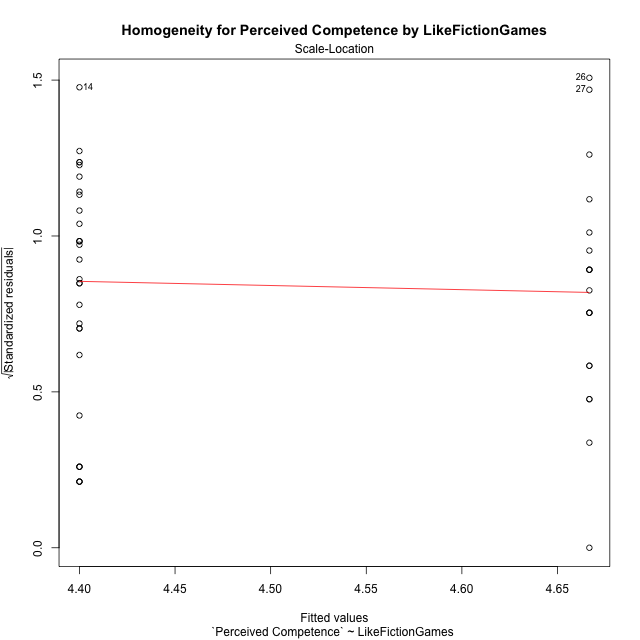 Homogeneity for Perceived Competence by LikeFictionGames
Scale-Location
1.5
1.0
0.5
0.0
√|Standardized residuals|
14
26
27
4.40 4.45 4.50 4.55 4.60 4.65
Fitted values
`Perceived Competence` ~ LikeFictionGames